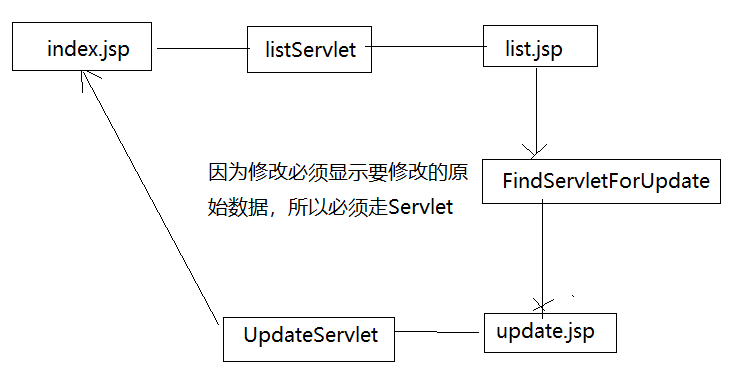 index.jsp
listServlet
list.jsp
因为修改必须显示要修改的原
始数据，所以必须走Servlet
FindServletForUpdate
UpdateServlet
update.jsp